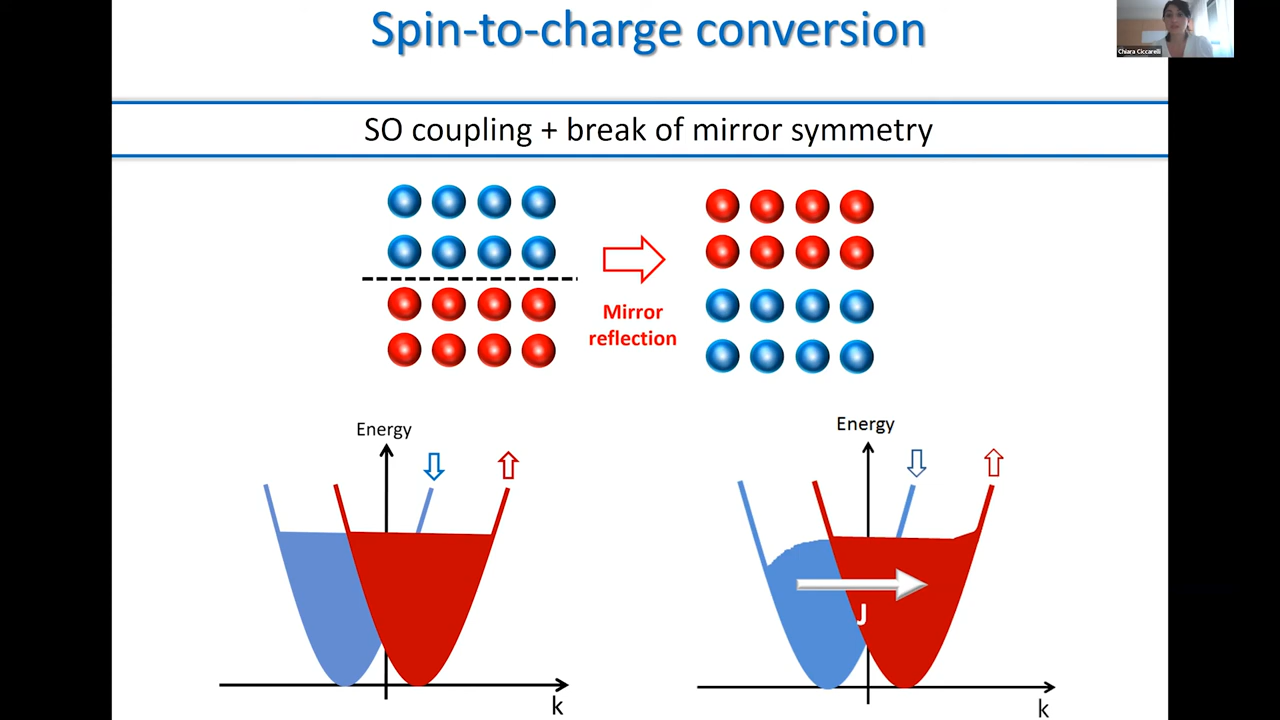 Spin-to-charge conversion
Chiara Ciccarelli
SO coupling + break of mirror symmetry
Mirror
reflection
Energy
k
Energy
J
k